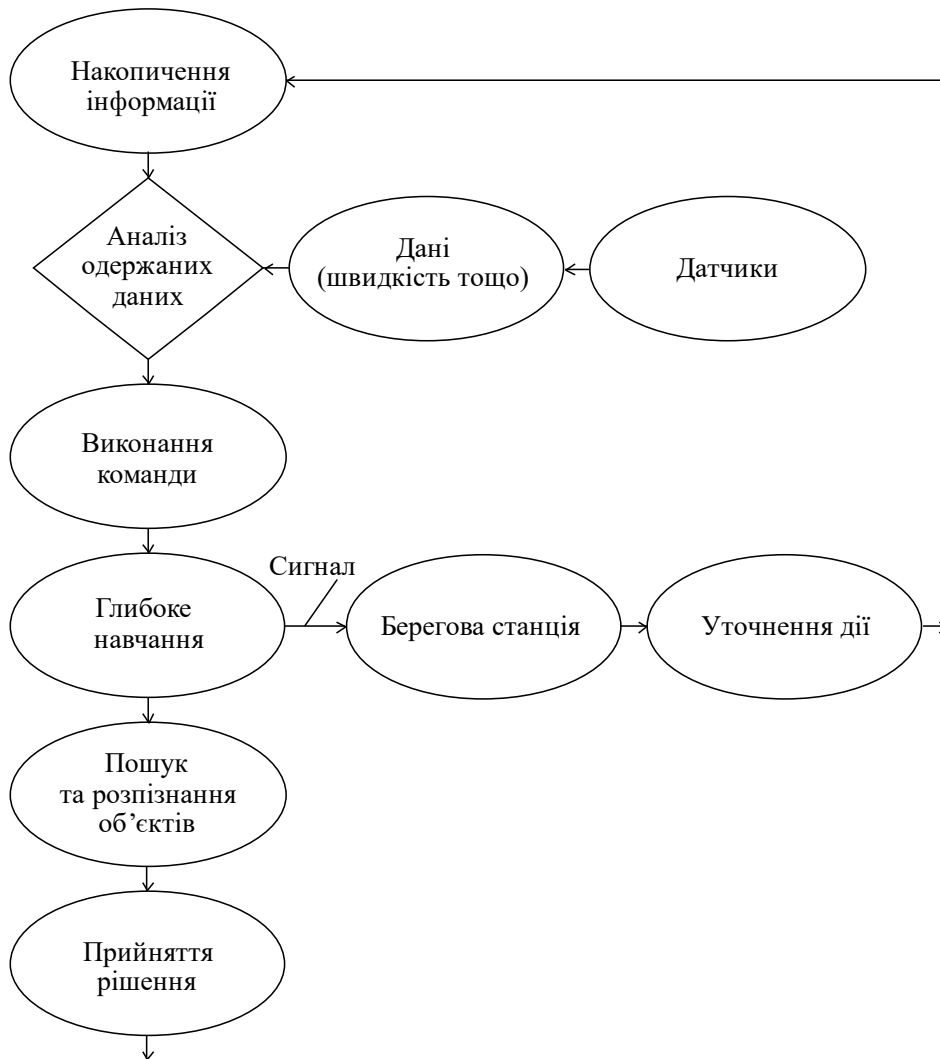 Накопичення
інформації
Аналіз
одержаних
даних
Дані
(швидкість тощо)
Датчики
Виконання
команди
Глибоке
навчання
Сигнал
Берегова станція
Уточнення дії
Пошук
та розпізнання
об’єктів
Прийняття
рішення